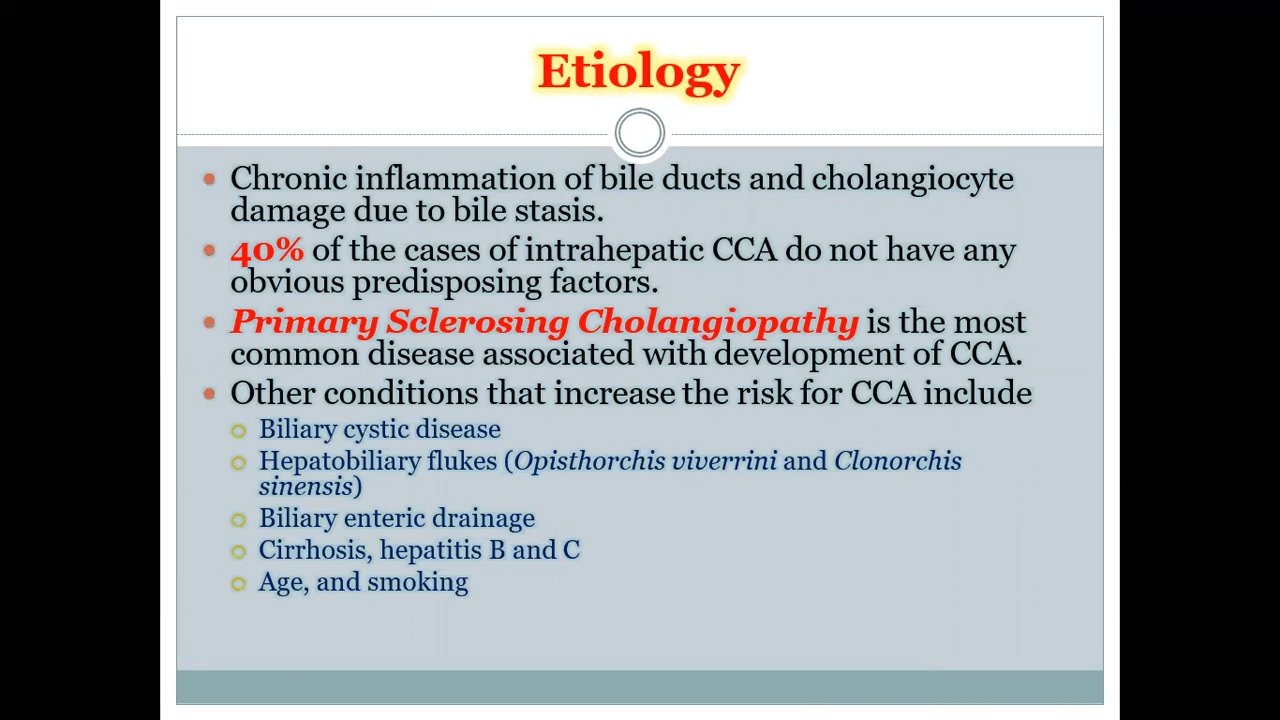 Etiology
Chronic inflammation of bile ducts and cholangiocyte
damage due to bile stasis.
40% of the cases of intrahepatic CCA do not have any
obvious predisposing factors.
Primary Sclerosing Cholangiopathy is the most
common disease associated with development of CCA.
Other conditions that increase the risk for CCA include
Biliary cystic disease
Hepatobiliary flukes (Opisthorchis viverrini and Clonorchis
sinensis)
Biliary enteric drainage
Cirrhosis, hepatitis B and C
Age, and smoking